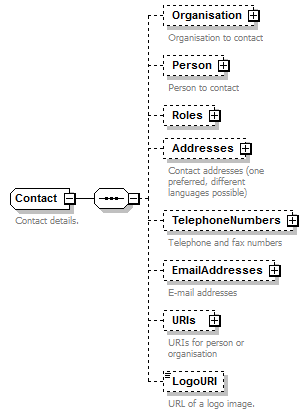 Organisation
Organisation to contact
Person
Person to contact
Roles
Addresses
Contact addresses (one
preferred, different
languages possible)
Contact
Contact details.
TelephoneNumbers
Telephone and fax numbers
EmailAddresses
E-mail addresses
URIs
URIs for person or
organisation
LogoURI
URL of a logo image.